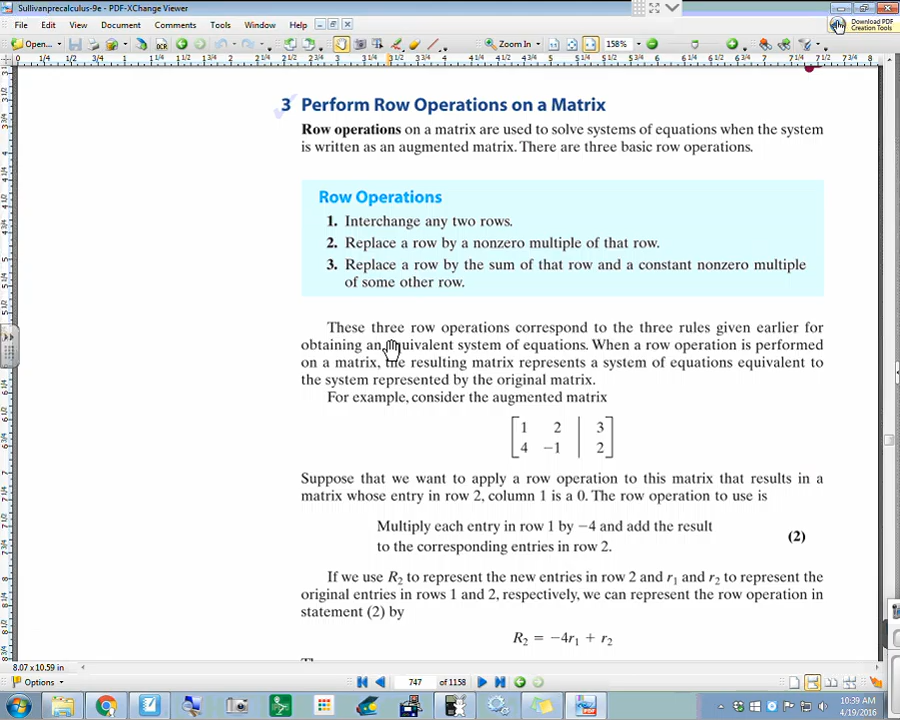 Sullivanprecalculus-9e - PDF-XChange Viewer
File Edit View Document Comments Tools Window Help
Download PDF
Creation Tools
Open... OCR Zoom In 158%
3 Perform Row Operations on a Matrix
Row operations on a matrix are used to solve systems of equations when the system
is written as an augmented matrix. There are three basic row operations.
Row Operations
1. Interchange any two rows.
2. Replace a row by a nonzero multiple of that row.
3. Replace a row by the sum of that row and a constant nonzero multiple
of some other row.
These three row operations correspond to the three rules given earlier for
obtaining an equivalent system of equations. When a row operation is performed
on a matrix, the resulting matrix represents a system of equations equivalent to
the system represented by the original matrix.
For example, consider the augmented matrix
[1 2 | 3]
[4 −1 | 2]
Suppose that we want to apply a row operation to this matrix that results in a
matrix whose entry in row 2, column 1 is a 0. The row operation to use is
Multiply each entry in row 1 by −4 and add the result
to the corresponding entries in row 2.
(2)
If we use R₂ to represent the new entries in row 2 and r₁ and r₂ to represent the
original entries in rows 1 and 2, respectively, we can represent the row operation in
statement (2) by
R₂ = −4r₁ + r₂
8.07 x 10.59 in
Options 747 of 1158
10:39 AM
4/19/2016